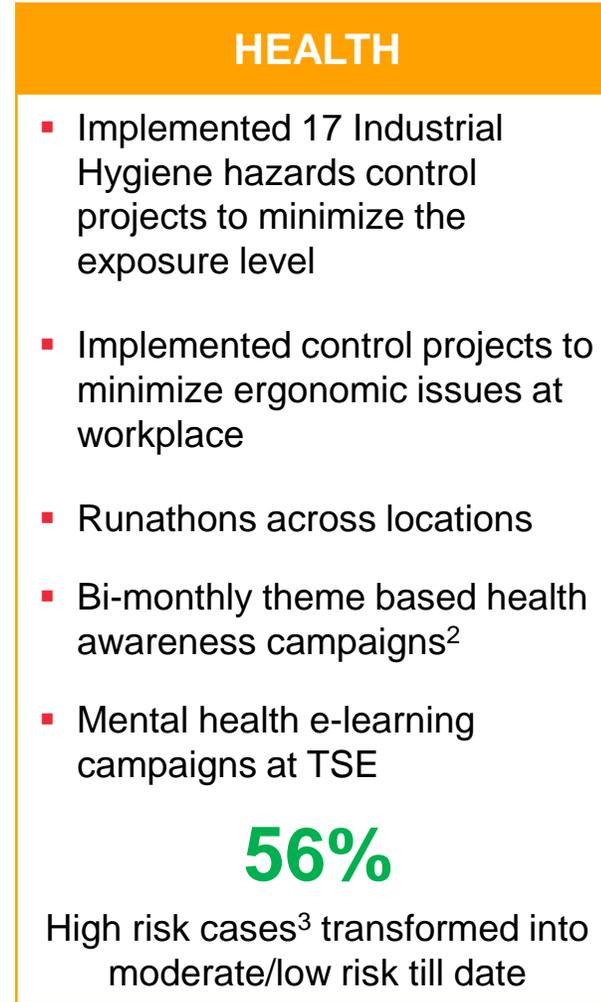 HEALTH
▪ Implemented 17 Industrial
Hygiene hazards control
projects to minimize the
exposure level
▪ Implemented control projects to
minimize ergonomic issues at
workplace
▪ Runathons across locations
▪ Bi-monthly theme based health
awareness campaigns²
▪ Mental health e-learning
campaigns at TSE
56%
High risk cases³ transformed into
moderate/low risk till date